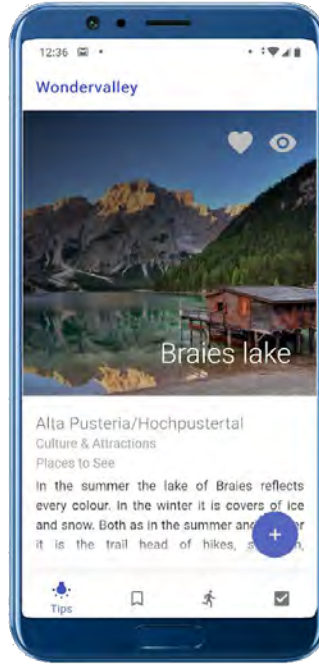 12:36
Wondervalley
Braies lake
Alta Pusteria/Hochpustertal
Culture & Attractions
Places to See
In the summer the lake of Braies reflects
every colour. In the winter it is covers of ice
and snow. Both as in the summer and
it is the trail head of hikes,
Tips